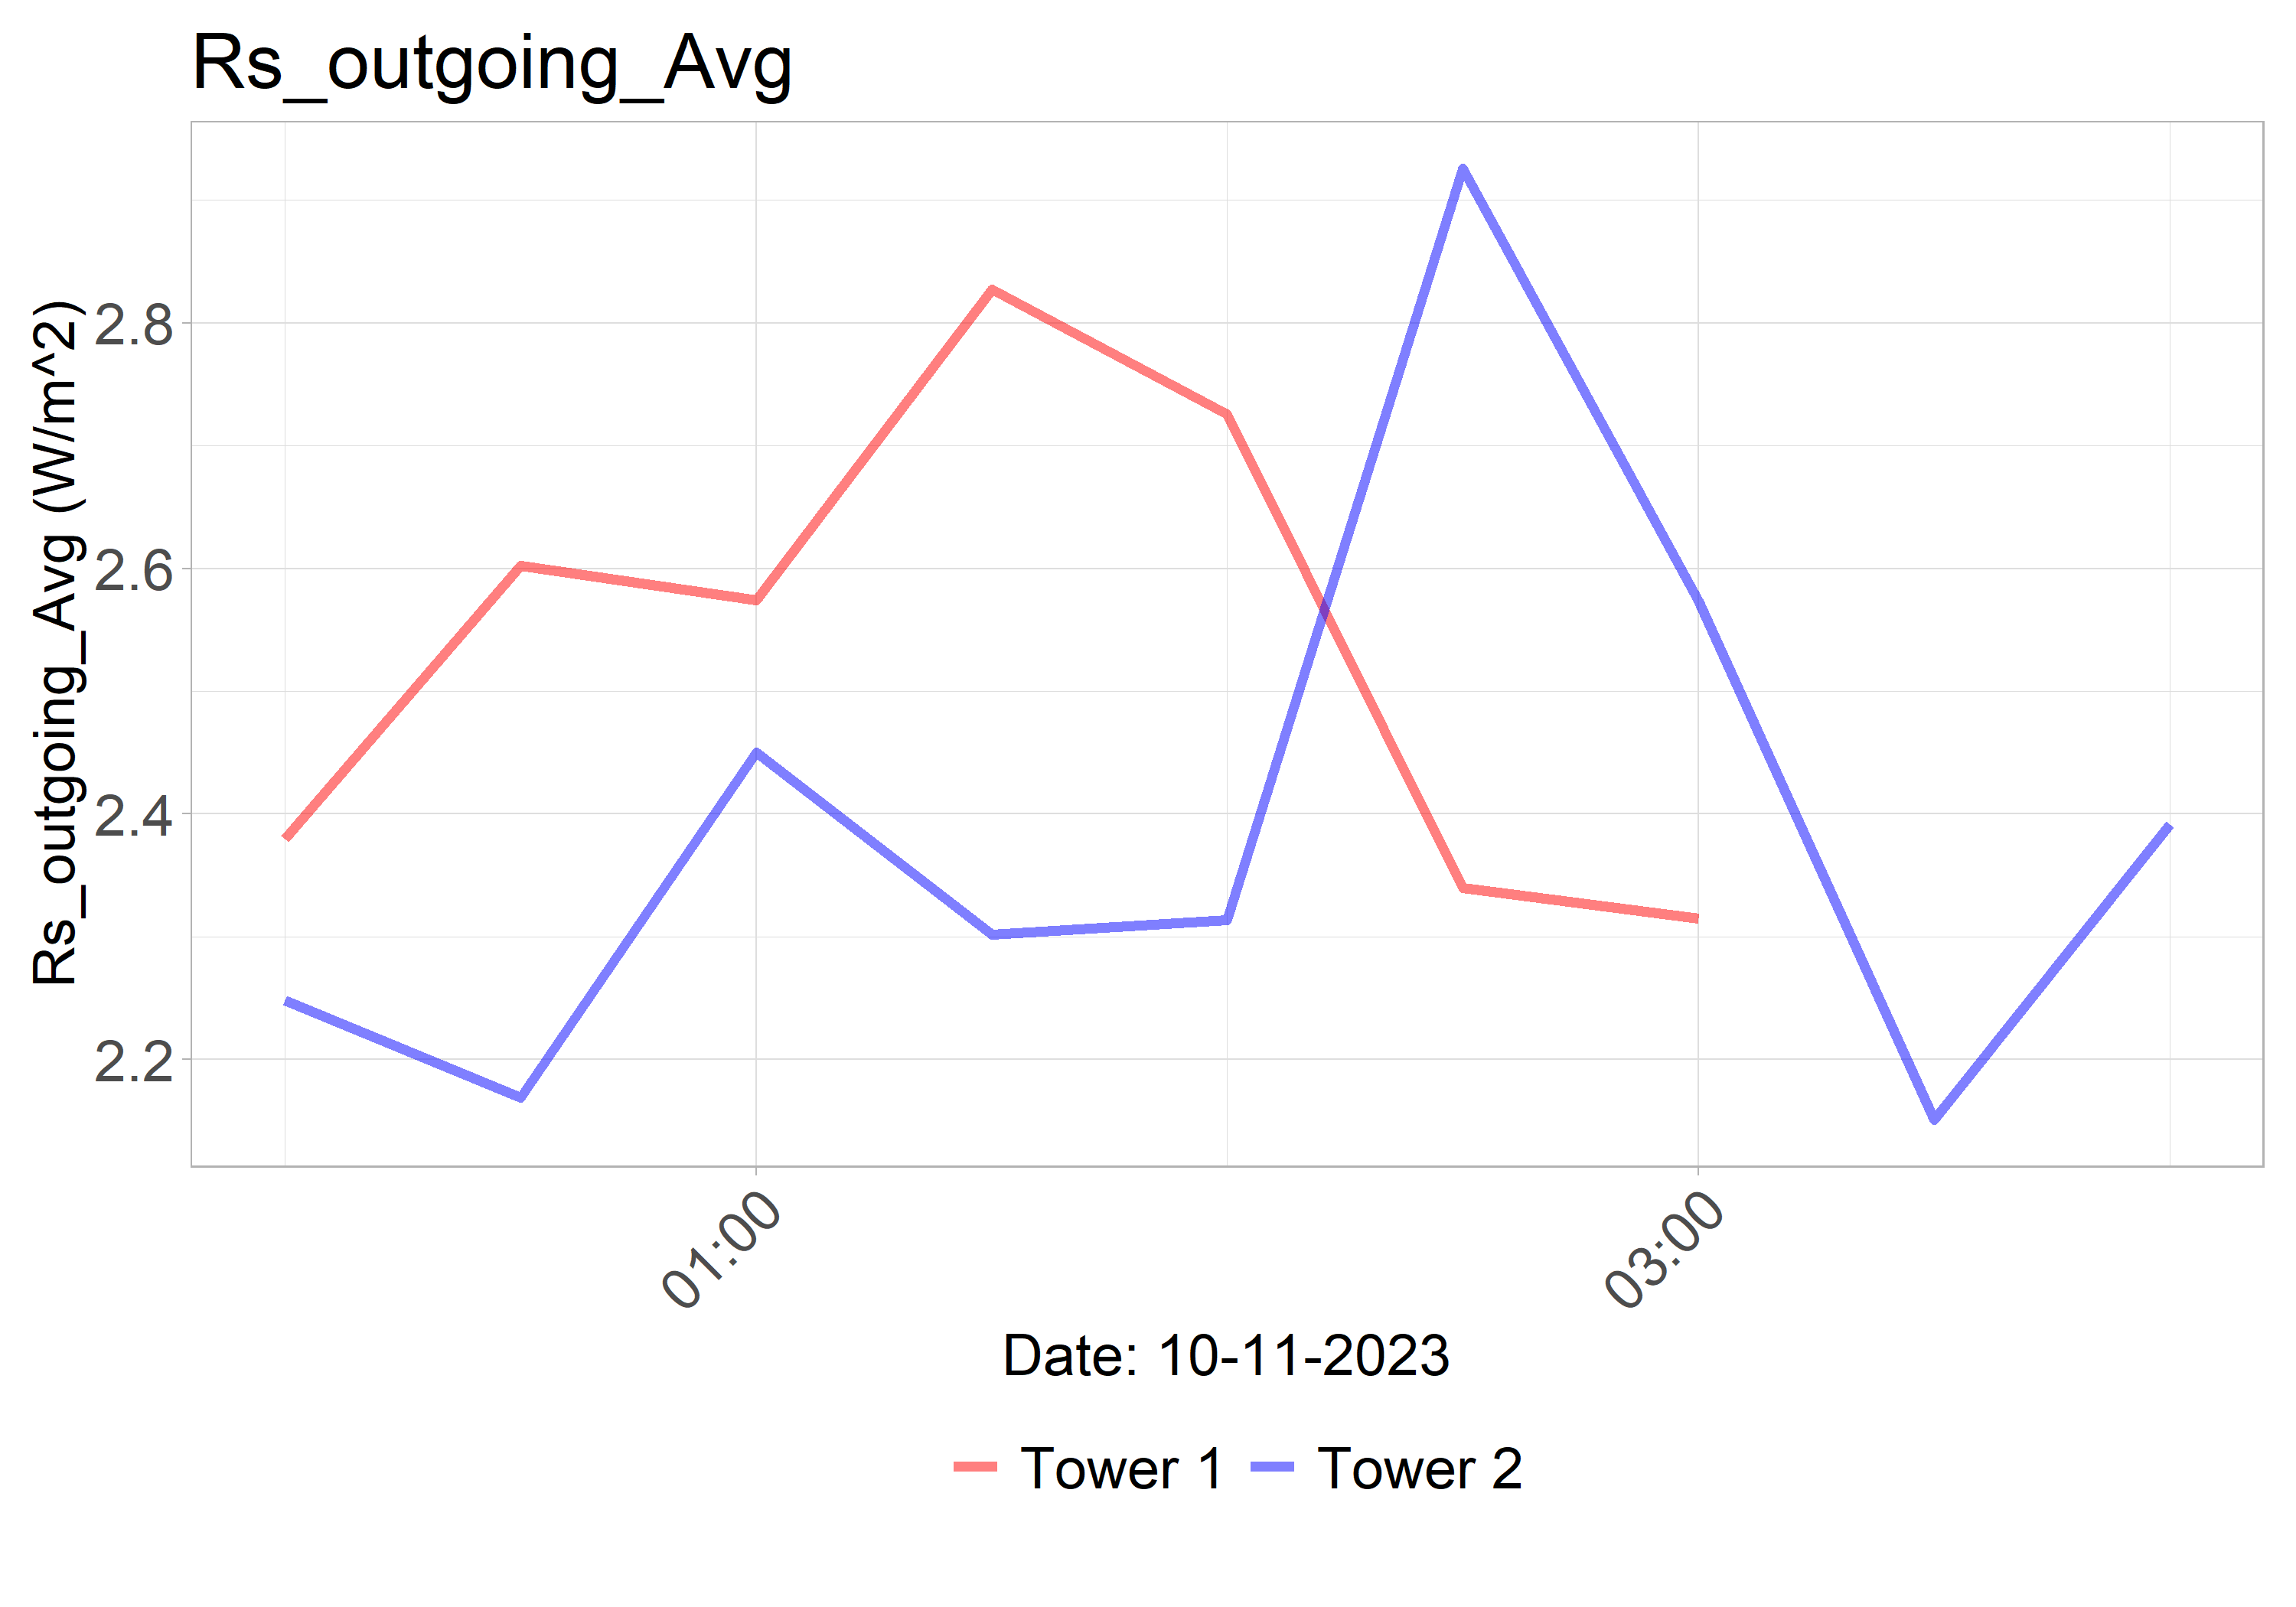 Rs_outgoing_Avg
Rs_outgoing_Avg (W/m^2)
2.8
2.6
2.4
2.2
01:00
03:00
Date: 10-11-2023
Tower 1
Tower 2